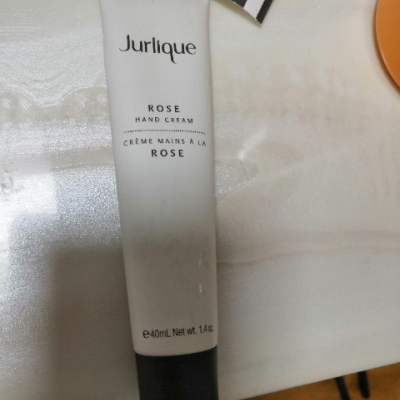 Jurlique
ROSE
HAND CREAM
CRÈME MAINS À LA
ROSE
℮40mL Net wt. 1.4 oz